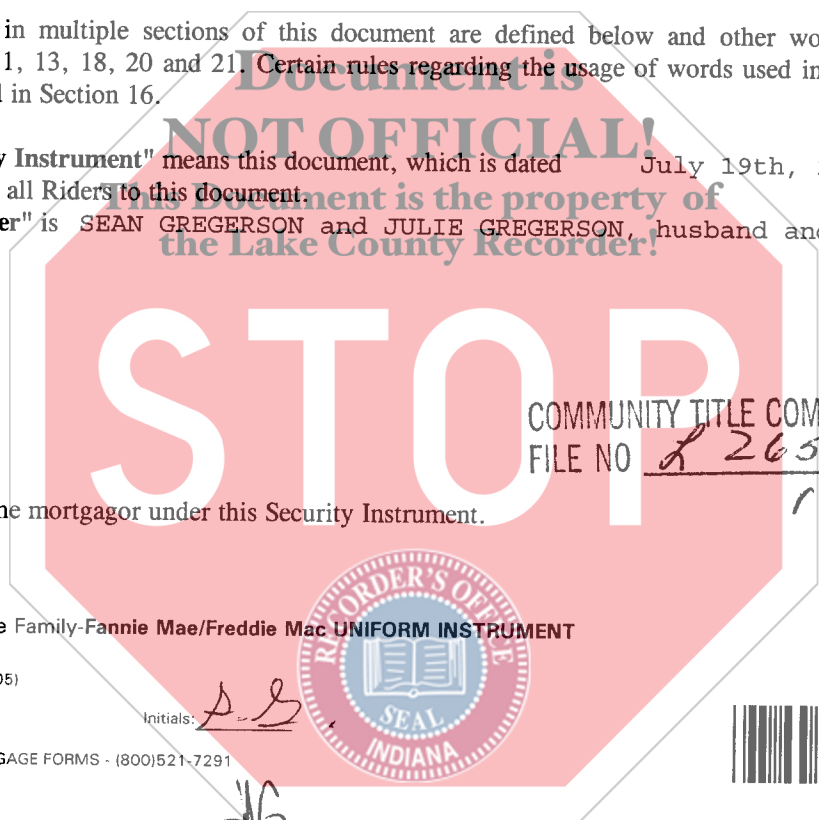 in multiple sections of this document are defined below and other wo
1, 13, 18, 20 and 21. Certain rules regarding the usage of words used in
in Section 16.
Document is
NOT OFFICIAL!
This Document is the property of
the Lake County Recorder!
y Instrument" means this document, which is dated July 19th,
all Riders to this document.
er" is SEAN GREGERSON and JULIE GREGERSON, husband and
STOP
COMMUNITY TITLE COM
FILE NO L 265
he mortgagor under this Security Instrument.
e Family-Fannie Mae/Freddie Mac UNIFORM INSTRUMENT
05)
RECORDER'S OFFICE
SEAL
INDIANA
Initials: S.G.
GAGE FORMS - (800)521-7291
JG